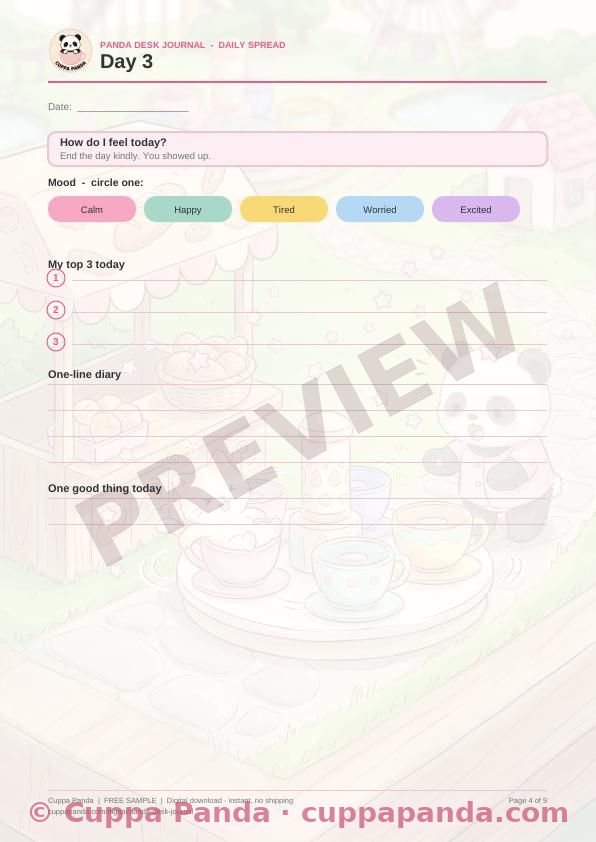 CUPPA PANDA
PANDA DESK JOURNAL - DAILY SPREAD
Day 3
Date: ____________________
How do I feel today?
End the day kindly. You showed up.
Mood - circle one:
Calm
Happy
Tired
Worried
Excited
My top 3 today
1
2
3
One-line diary
One good thing today
PREVIEW
Cuppa Panda | FREE SAMPLE | Digital download - instant, no shipping
Page 4 of 9
© Cuppa Panda · cuppapanda.com